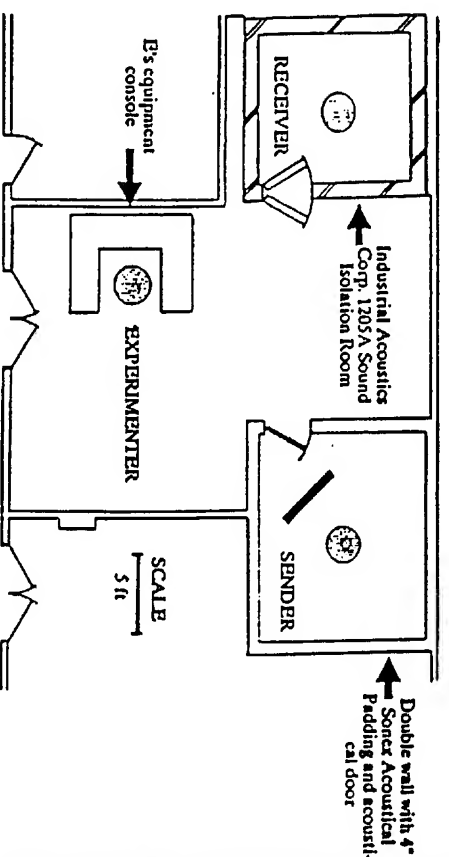 RECEIVER
Industrial Acoustics
Corp. 1205A Sound
Isolation Room
E's equipment
console
EXPERIMENTER
SENDER
SCALE
5 ft
Double wall with 4"
Sonex Acoustical
Padding and acousti-
cal door